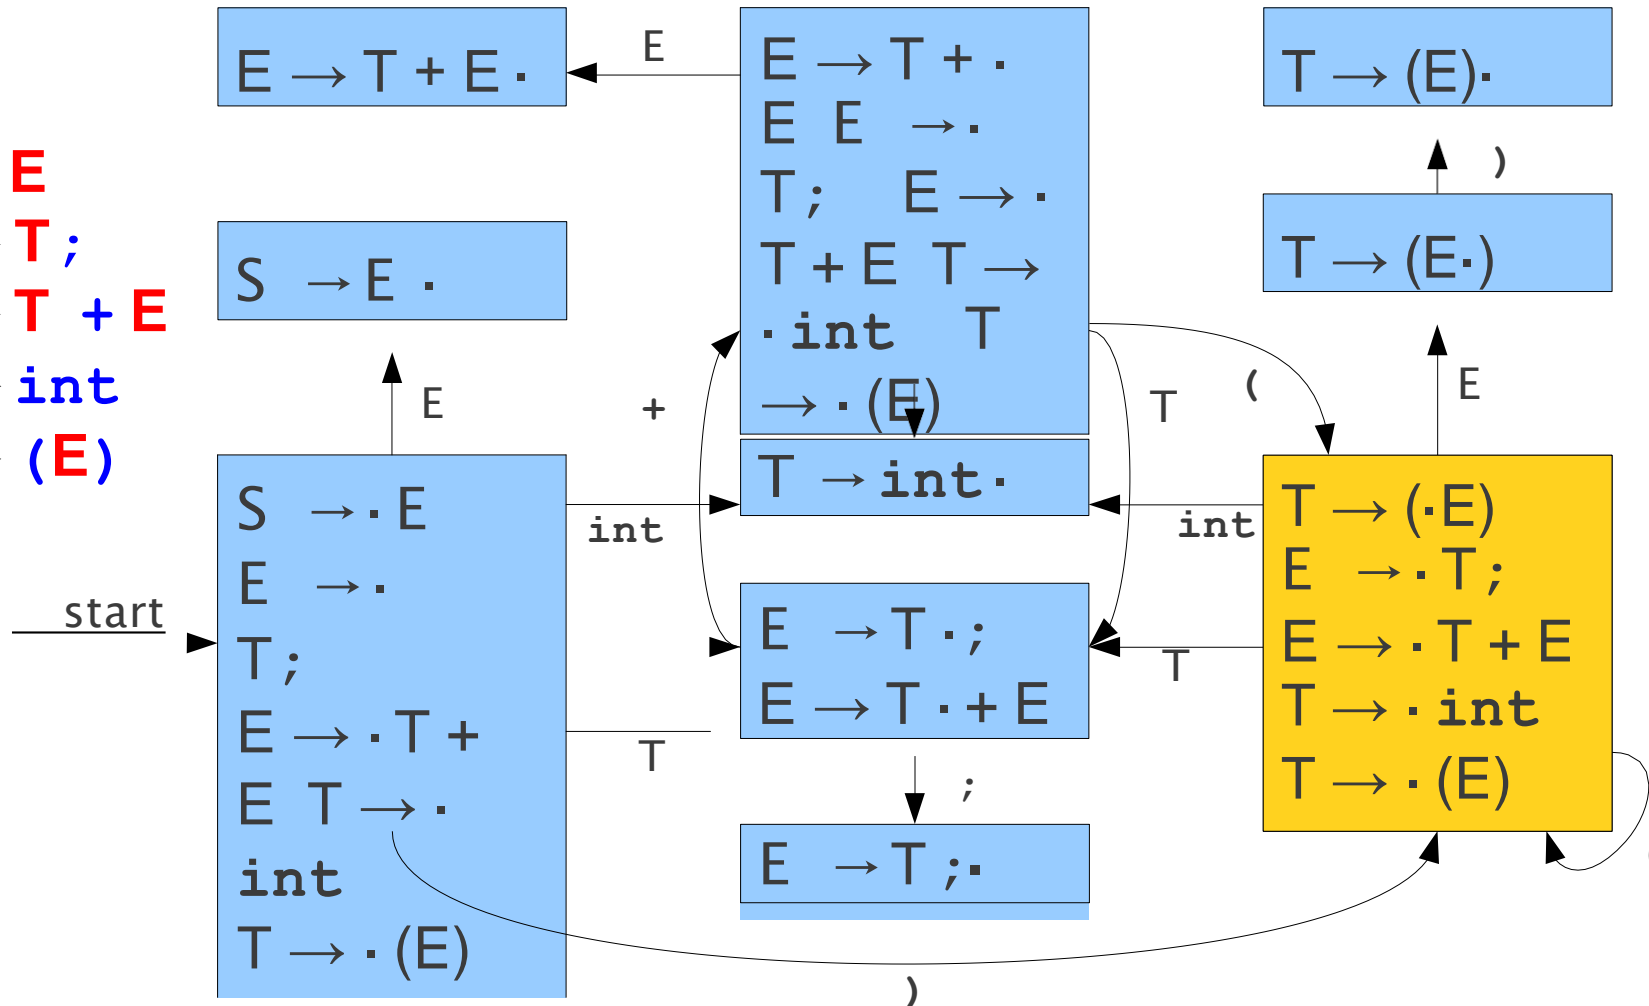 E
T ;
T + E
int
(E)
start
E → T + E ·
E
S → E ·
E
S → · E
E → ·
T ;
E → · T +
E T → ·
int
T → · (E)
int
T
+
E → T + ·
E E → ·
T ; E → ·
T + E T →
· int T
→ · (E)
T → int ·
E → T · ;
E → T · + E
;
E → T ; ·
)
T
(
int
T
T → (E) ·
)
T → (E · )
E
T → ( · E)
E → · T ;
E → · T + E
T → · int
T → · (E)